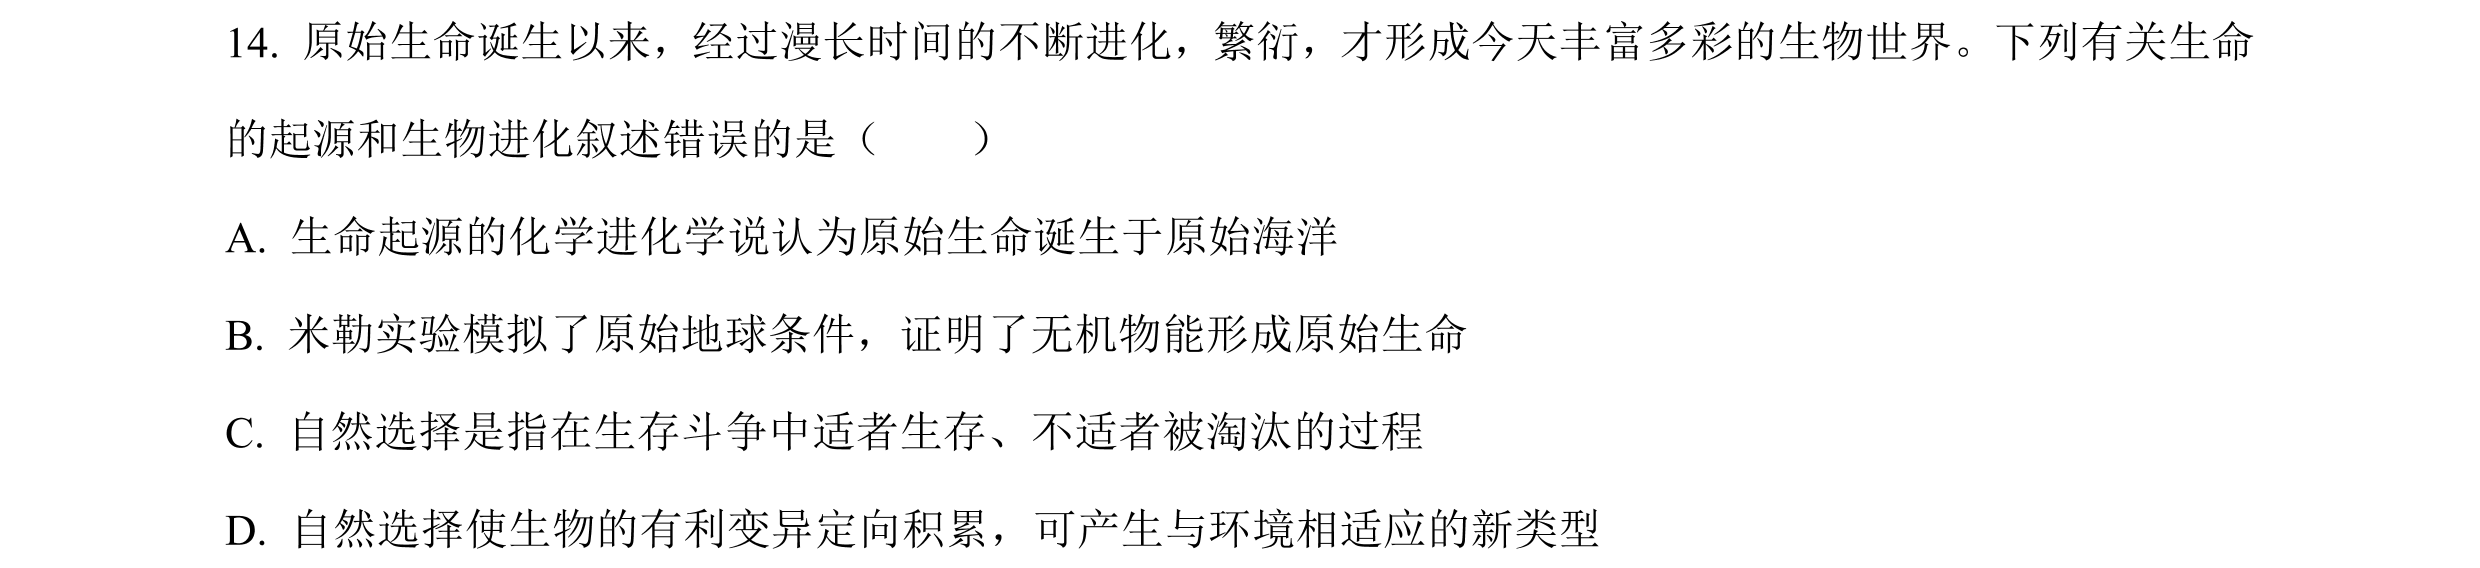 14. 原始生命诞生以来，经过漫长时间的不断进化，繁衍，才形成今天丰富多彩的生物世界。下列有关生命
的起源和生物进化叙述错误的是（　　）
A. 生命起源的化学进化学说认为原始生命诞生于原始海洋
B. 米勒实验模拟了原始地球条件，证明了无机物能形成原始生命
C. 自然选择是指在生存斗争中适者生存、不适者被淘汰的过程
D. 自然选择使生物的有利变异定向积累，可产生与环境相适应的新类型